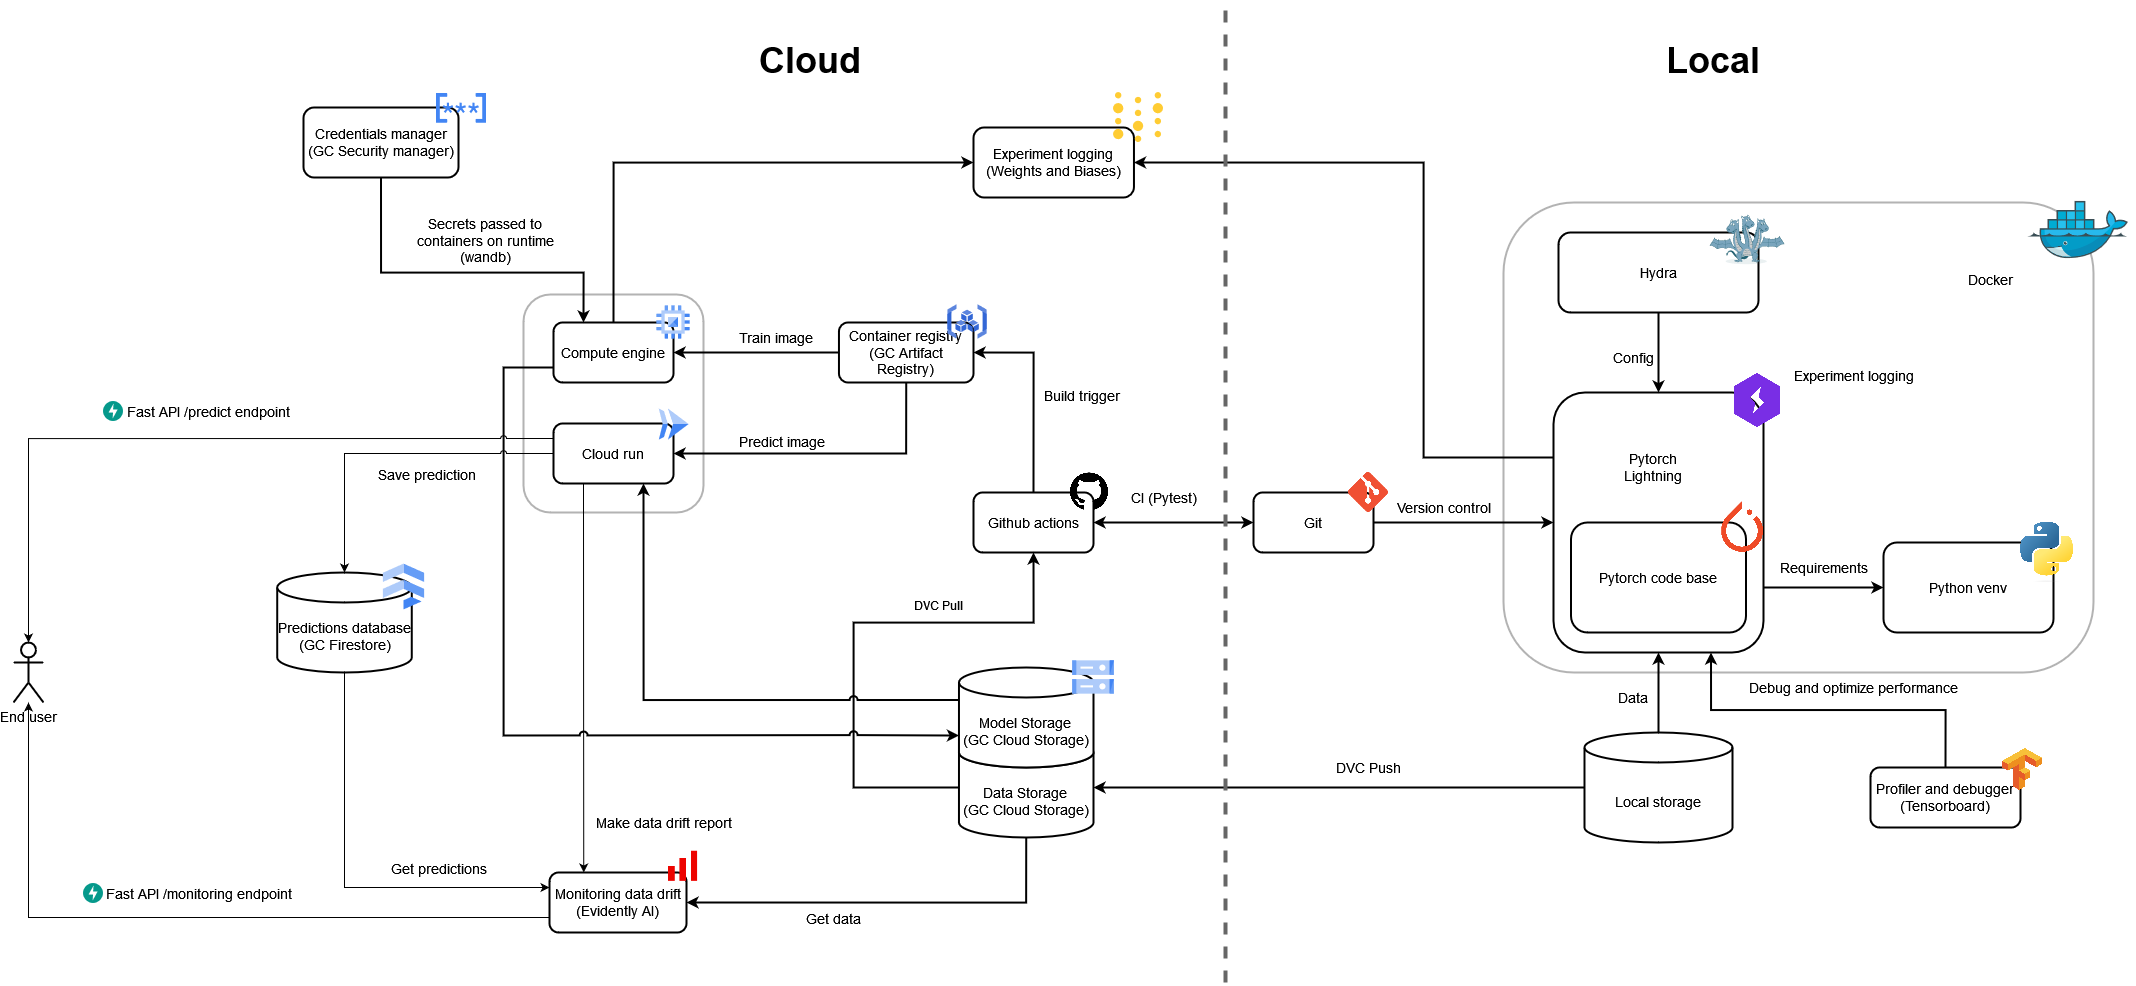 Cloud
Local
[***]
Credentials manager
(GC Security manager)
Experiment logging
(Weights and Biases)
Secrets passed to
containers on runtime
(wandb)
Hydra
Docker
Train image
Container registry
(GC Artifact
Registry)
Compute engine
Config
Experiment logging
Build trigger
Fast API /predict endpoint
Predict image
Cloud run
Save prediction
Pytorch
Lightning
CI (Pytest)
Github actions
Git
Version control
Pytorch code base
Requirements
Python venv
DVC Pull
Predictions database
(GC Firestore)
End user
Model Storage
(GC Cloud Storage)
Data
Debug and optimize performance
DVC Push
Data Storage
(GC Cloud Storage)
Local storage
Profiler and debugger
(Tensorboard)
Make data drift report
Get predictions
Fast API /monitoring endpoint
Monitoring data drift
(Evidently AI)
Get data